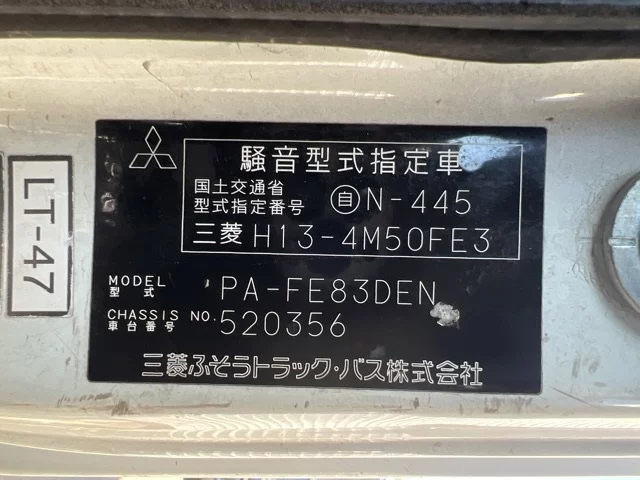 騒音型式指定車
国土交通省
型式指定番号 自N-445
三菱 H13-4M50FE3
MODEL
型式 PA-FE83DEN
CHASSIS NO.
車台番号 520356
三菱ふそうトラック・バス株式会社
LT-47